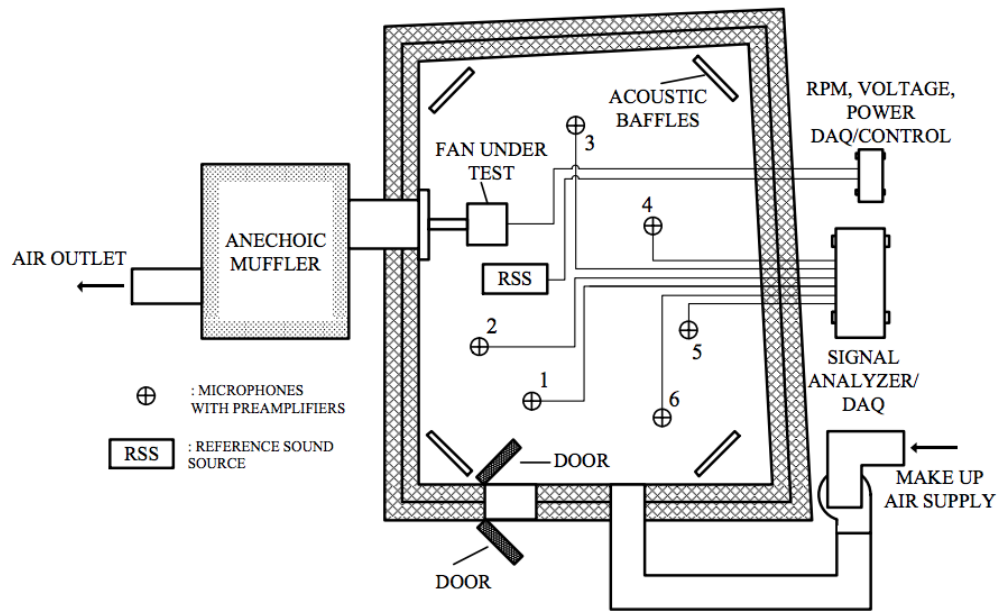 ACOUSTIC
BAFFLES
RPM, VOLTAGE,
POWER
DAQ/CONTROL
3
FAN UNDER
TEST
4
ANECHOIC
MUFFLER
AIR OUTLET
RSS
2
5
1
6
SIGNAL
ANALYZER/
DAQ
: MICROPHONES
WITH PREAMPLIFIERS
RSS
: REFERENCE SOUND
SOURCE
DOOR
MAKE UP
AIR SUPPLY
DOOR